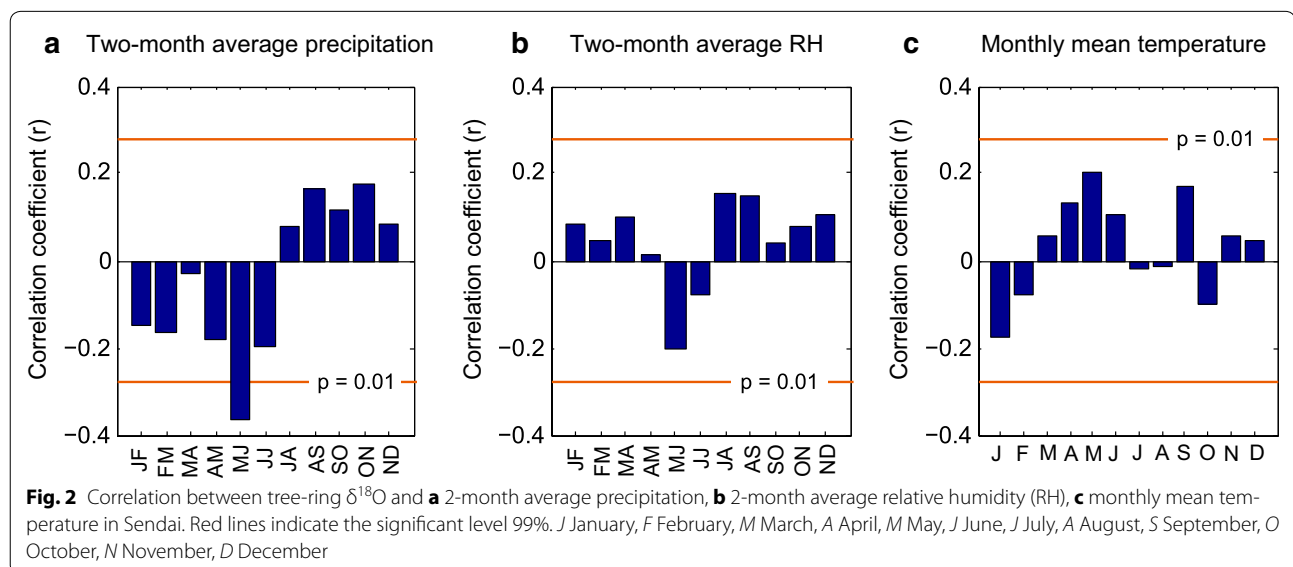 a Two-month average precipitation
0.4
0.2
0
−0.2
−0.4
Correlation coefficient (r)
p = 0.01
JF FM MA AM MJ JJ JA AS SO ON ND
b Two-month average RH
0.4
0.2
0
−0.2
−0.4
Correlation coefficient (r)
p = 0.01
JF FM MA AM MJ JJ JA AS SO ON ND
c Monthly mean temperature
0.4
0.2
0
−0.2
−0.4
Correlation coefficient (r)
p = 0.01
J F M A M J J A S O N D
Fig. 2 Correlation between tree-ring δ¹⁸O and a 2-month average precipitation, b 2-month average relative humidity (RH), c monthly mean tem-
perature in Sendai. Red lines indicate the significant level 99%. J January, F February, M March, A April, M May, J June, J July, A August, S September, O
October, N November, D December